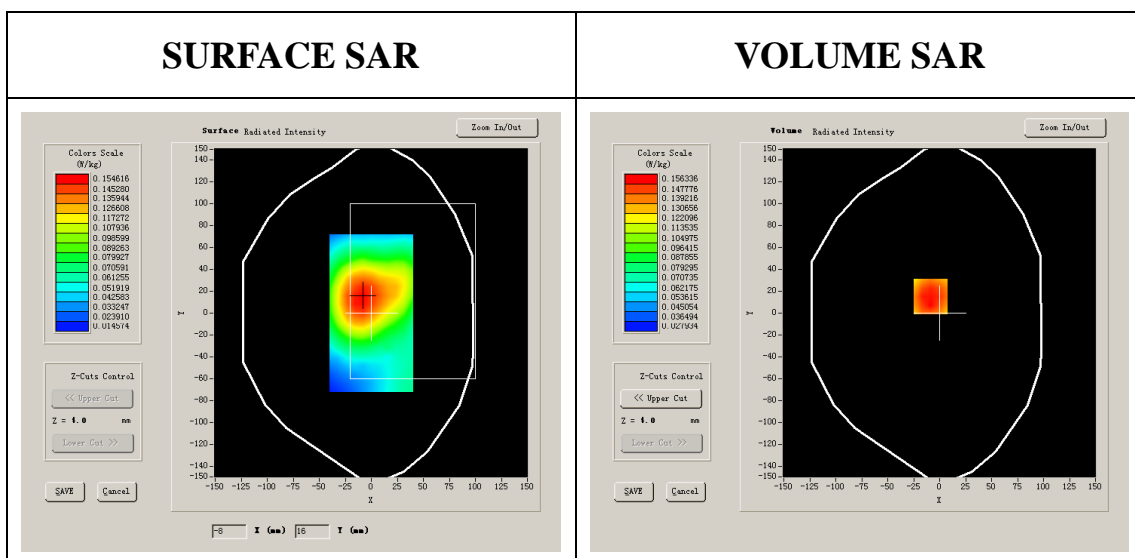 SURFACE SAR
VOLUME SAR
Surface Radiated Intensity
Zoom In/Out
Colors Scale
(W/kg)
0.154616
0.145280
0.135944
0.126608
0.117272
0.107936
0.098599
0.089263
0.079927
0.070591
0.061255
0.051919
0.042583
0.033247
0.023910
0.014574
Z-Cuts Control
<< Upper Cut
Z = 4.0 mm
Lower Cut >>
SAVE Cancel
150
140
120
100
80
60
40
20
0
-20
-40
-60
-80
-100
-120
-140
-150
Y
-150 -125 -100 -75 -50 -25 0 25 50 75 100 125 150
X
-8 X (mm) 16 Y (mm)
Volume Radiated Intensity
Zoom In/Out
Colors Scale
(W/kg)
0.156336
0.147776
0.139216
0.130656
0.122096
0.113535
0.104975
0.096415
0.087855
0.079295
0.070735
0.062175
0.053615
0.045054
0.036494
0.027934
Z-Cuts Control
<< Upper Cut
Z = 4.0 mm
Lower Cut >>
SAVE Cancel
150
140
120
100
80
60
40
20
0
-20
-40
-60
-80
-100
-120
-140
-150
Y
-150 -125 -100 -75 -50 -25 0 25 50 75 100 125 150
X